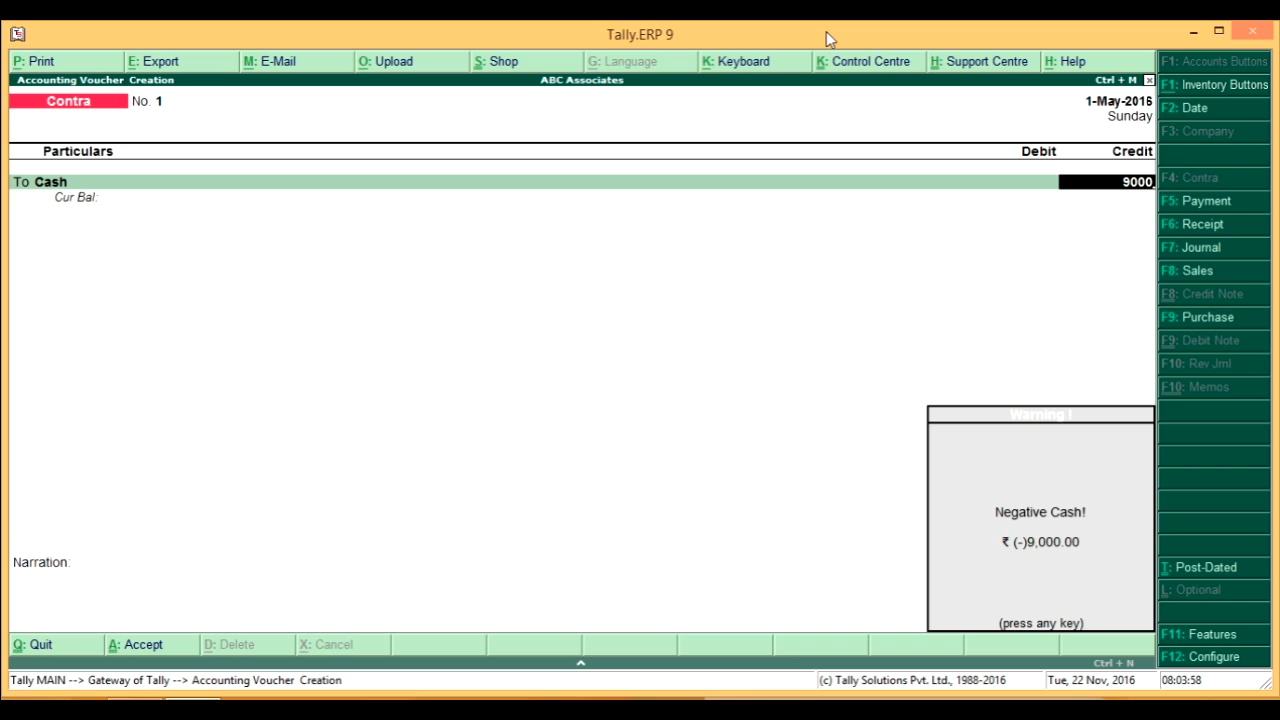 Tally.ERP 9
P: Print E: Export M: E-Mail O: Upload S: Shop G: Language K: Keyboard K: Control Centre H: Support Centre H: Help
F1: Accounts Buttons
Accounting Voucher Creation ABC Associates Ctrl + M x
F1: Inventory Buttons
Contra No. 1 1-May-2016
F2: Date
Sunday
F3: Company
Particulars Debit Credit
To Cash 9000
F4: Contra
Cur Bal:
F5: Payment
F6: Receipt
F7: Journal
F8: Sales
F8: Credit Note
F9: Purchase
F9: Debit Note
F10: Rev Jrnl
F10: Memos
Warning !
Negative Cash!
₹ (-)9,000.00
Narration:
T: Post-Dated
L: Optional
(press any key)
F11: Features
Q: Quit A: Accept D: Delete X: Cancel
F12: Configure
Ctrl + N
Tally MAIN --> Gateway of Tally --> Accounting Voucher Creation (c) Tally Solutions Pvt. Ltd., 1988-2016 Tue, 22 Nov, 2016 08:03:58